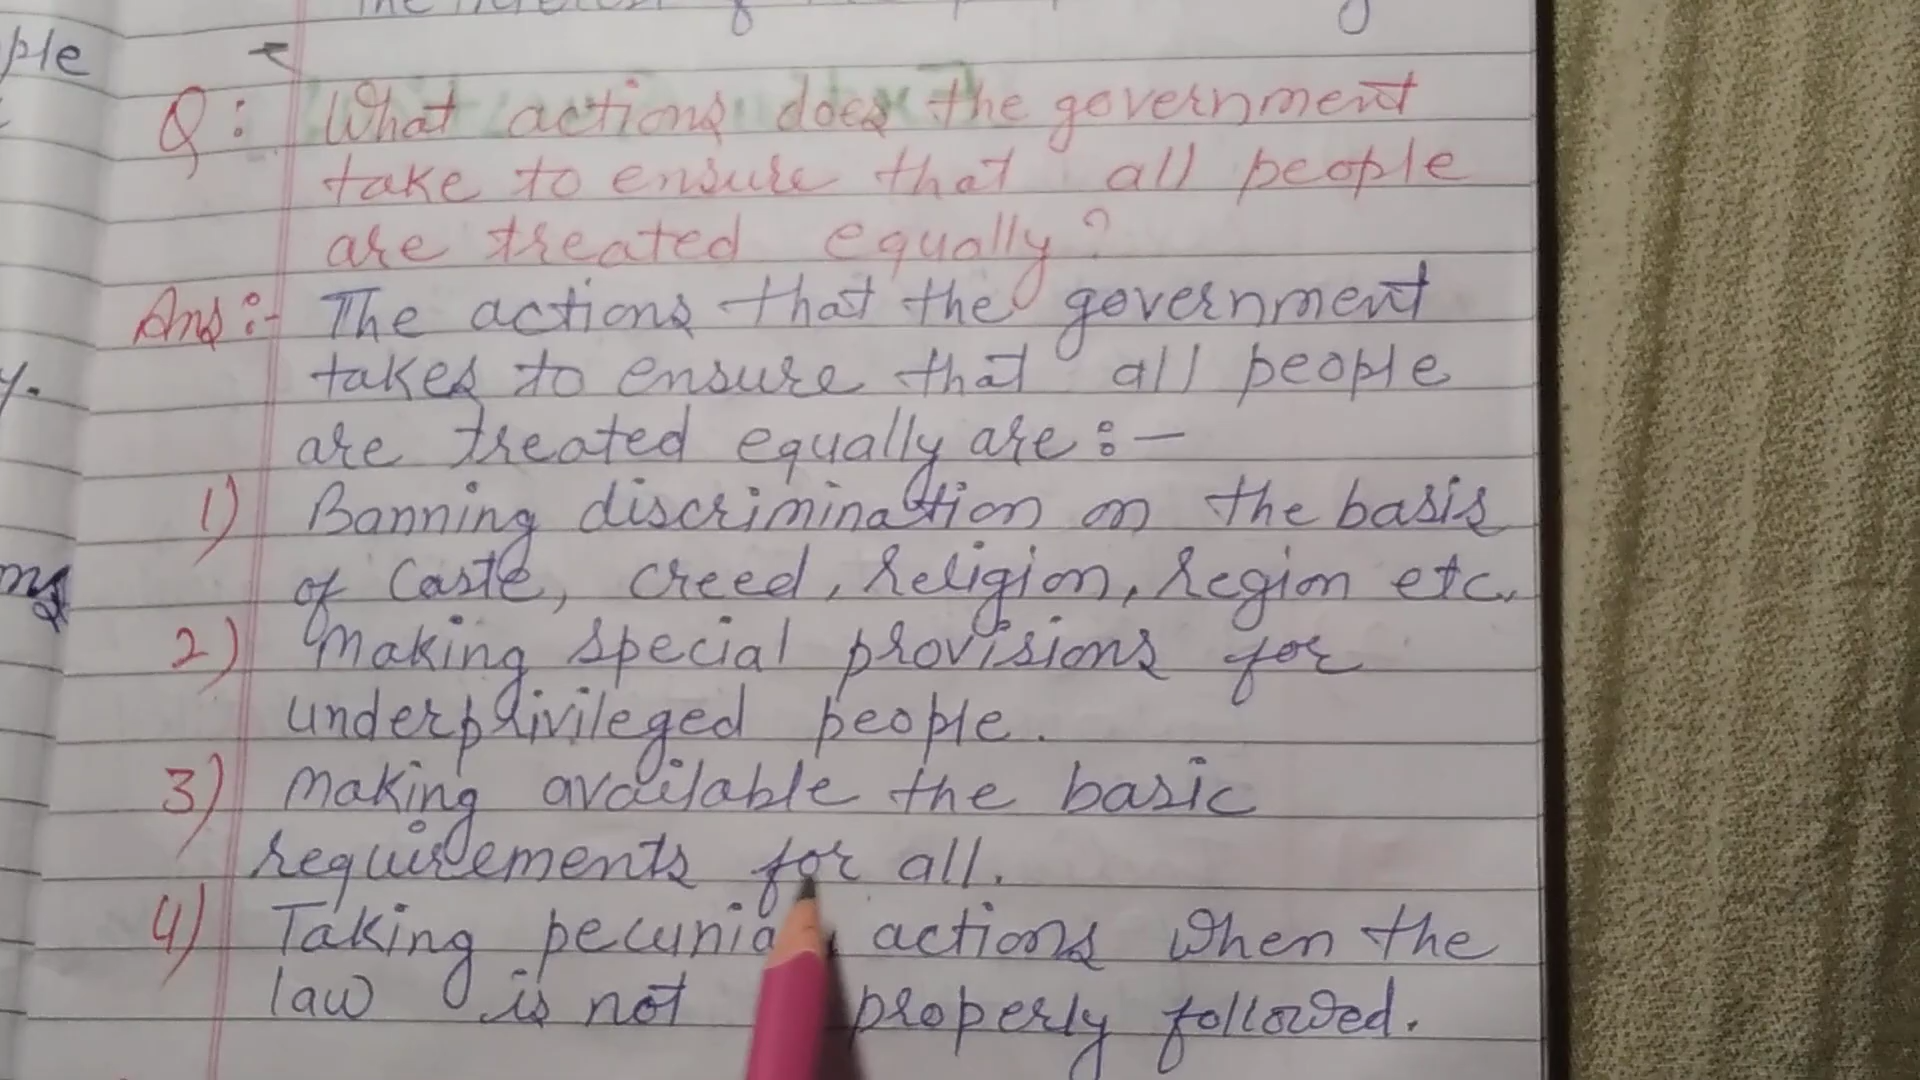 ple
Q: What actions does the government
take to ensure that all people
are treated equally?
Ans:- The actions that the government
takes to ensure that all people
are treated equally are :-
1) Banning discrimination on the basis
of Caste, creed, religion, region etc.
2) Making special provisions for
underprivileged people.
3) Making available the basic
requirements for all.
4) Taking actions when the
law is not properly followed.